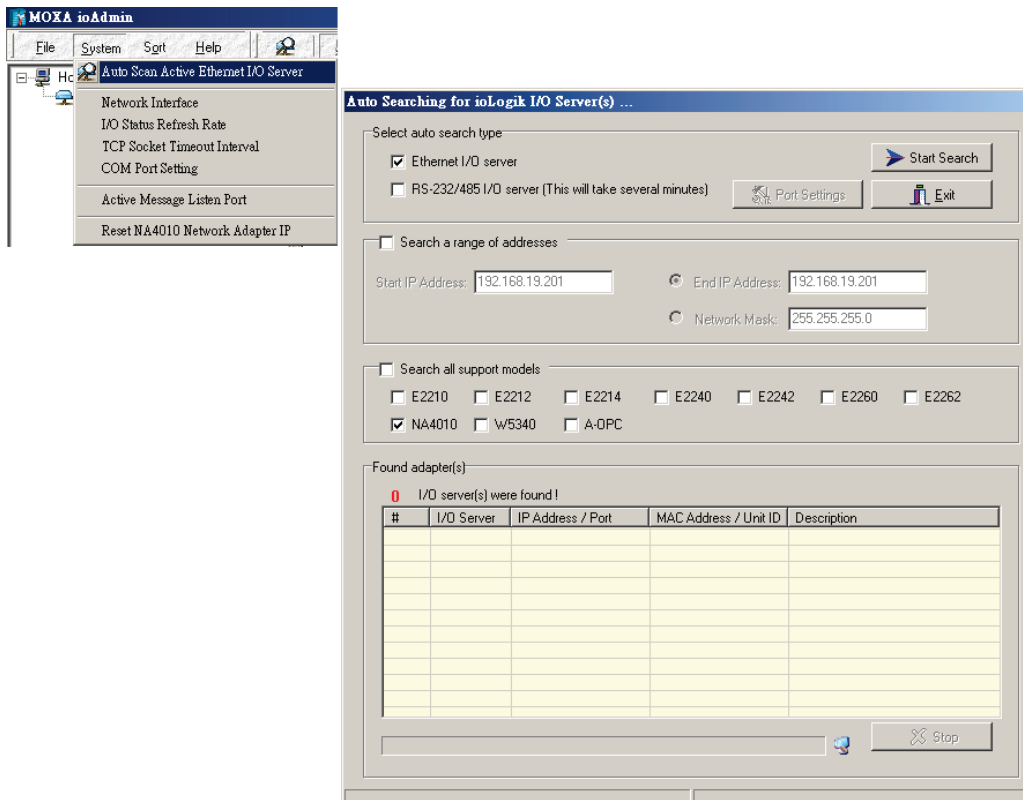 MOXA ioAdmin
File System Sort Help
Auto Scan Active Ethernet I/O Server
Network Interface
I/O Status Refresh Rate
TCP Socket Timeout Interval
COM Port Setting
Active Message Listen Port
Reset NA4010 Network Adapter IP
Auto Searching for ioLogik I/O Server(s) ...
Select auto search type
Ethernet I/O server
Start Search
RS-232/485 I/O server (This will take several minutes)
Port Settings
Exit
Search a range of addresses
Start IP Address: 192.168.19.201
End IP Address: 192.168.19.201
Network Mask: 255.255.255.0
Search all support models
E2210 E2212 E2214 E2240 E2242 E2260 E2262
NA4010 W5340 A-OPC
Found adapter(s)
0 I/O server(s) were found !
# I/O Server IP Address / Port MAC Address / Unit ID Description
Stop